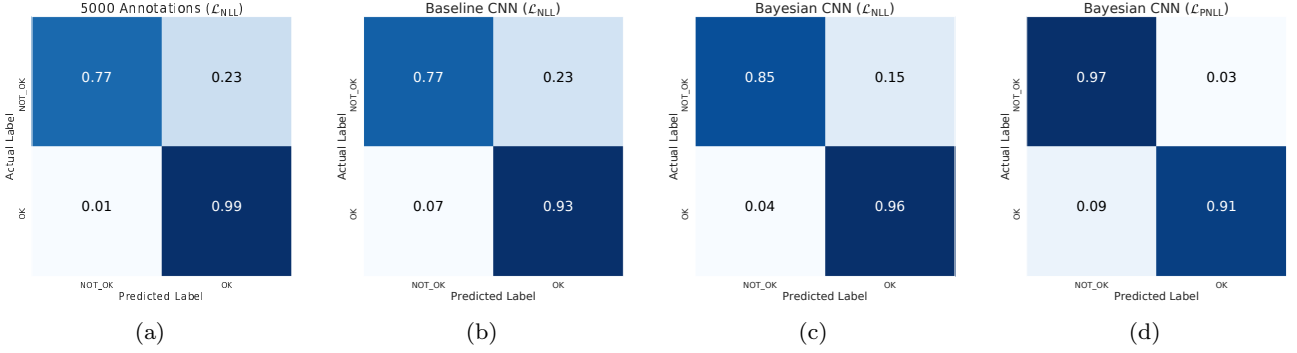 5000 Annotations (ℒNLL)
Actual Label
NOT_OK
OK
0.77
0.23
0.01
0.99
NOT_OK
OK
Predicted Label
(a)
Baseline CNN (ℒNLL)
Actual Label
NOT_OK
OK
0.77
0.23
0.07
0.93
NOT_OK
OK
Predicted Label
(b)
Bayesian CNN (ℒNLL)
Actual Label
NOT_OK
OK
0.85
0.15
0.04
0.96
NOT_OK
OK
Predicted Label
(c)
Bayesian CNN (ℒPNLL)
Actual Label
NOT_OK
OK
0.97
0.03
0.09
0.91
NOT_OK
OK
Predicted Label
(d)